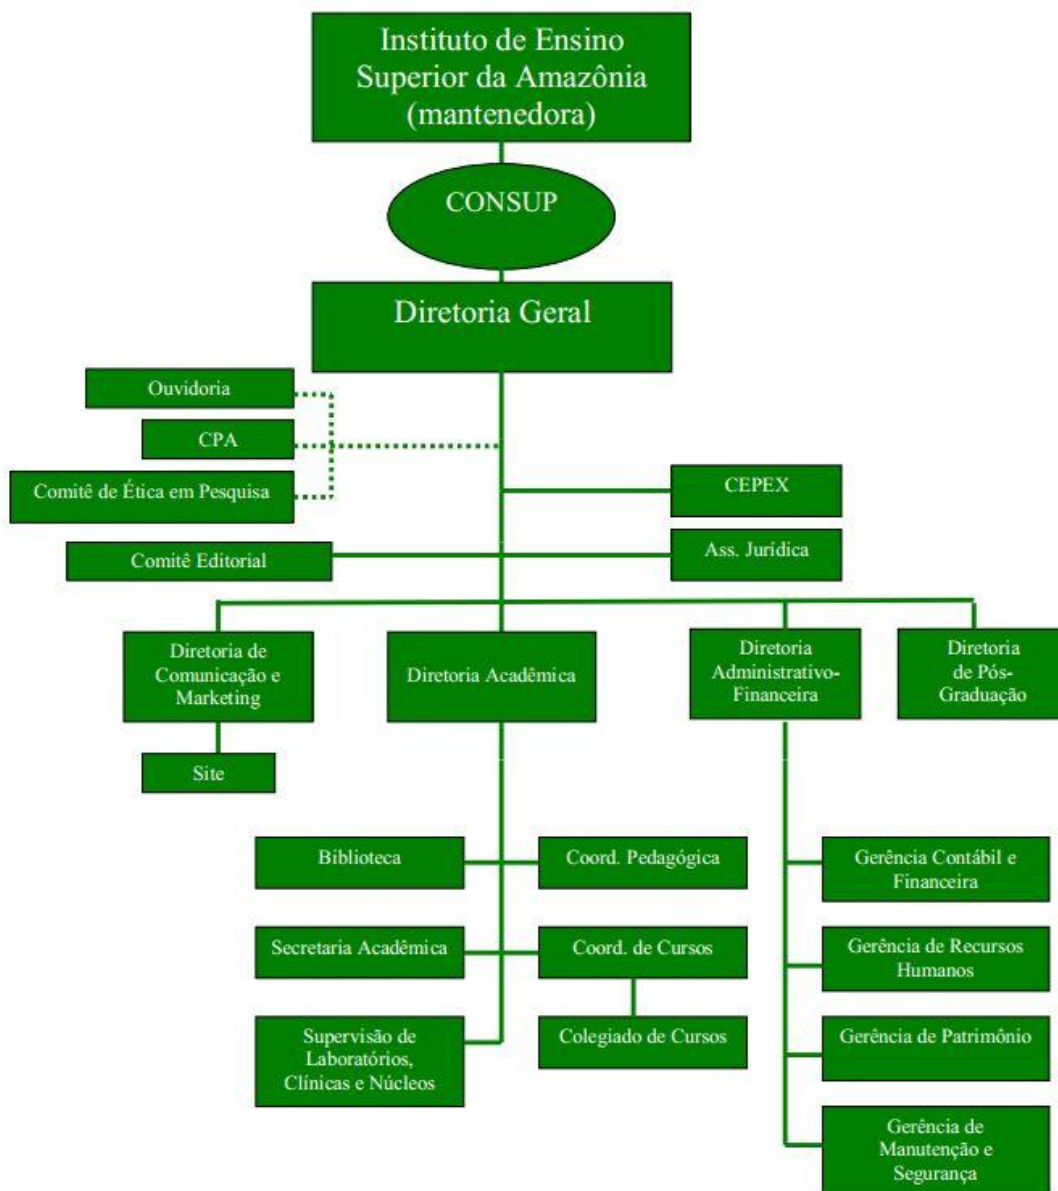 Instituto de Ensino
Superior da Amazônia
(mantenedora)
CONSUP
Diretoria Geral
Ouvidoria
CPA
Comitê de Ética em Pesquisa
CEPEX
Comitê Editorial
Ass. Jurídica
Diretoria de
Comunicação e
Marketing
Diretoria Acadêmica
Diretoria
Administrativo-
Financeira
Diretoria
de Pós-
Graduação
Site
Biblioteca
Coord. Pedagógica
Gerência Contábil e
Financeira
Secretaria Acadêmica
Coord. de Cursos
Gerência de Recursos
Humanos
Supervisão de
Laboratórios,
Clínicas e Núcleos
Colegiado de Cursos
Gerência de Patrimônio
Gerência de
Manutenção e
Segurança